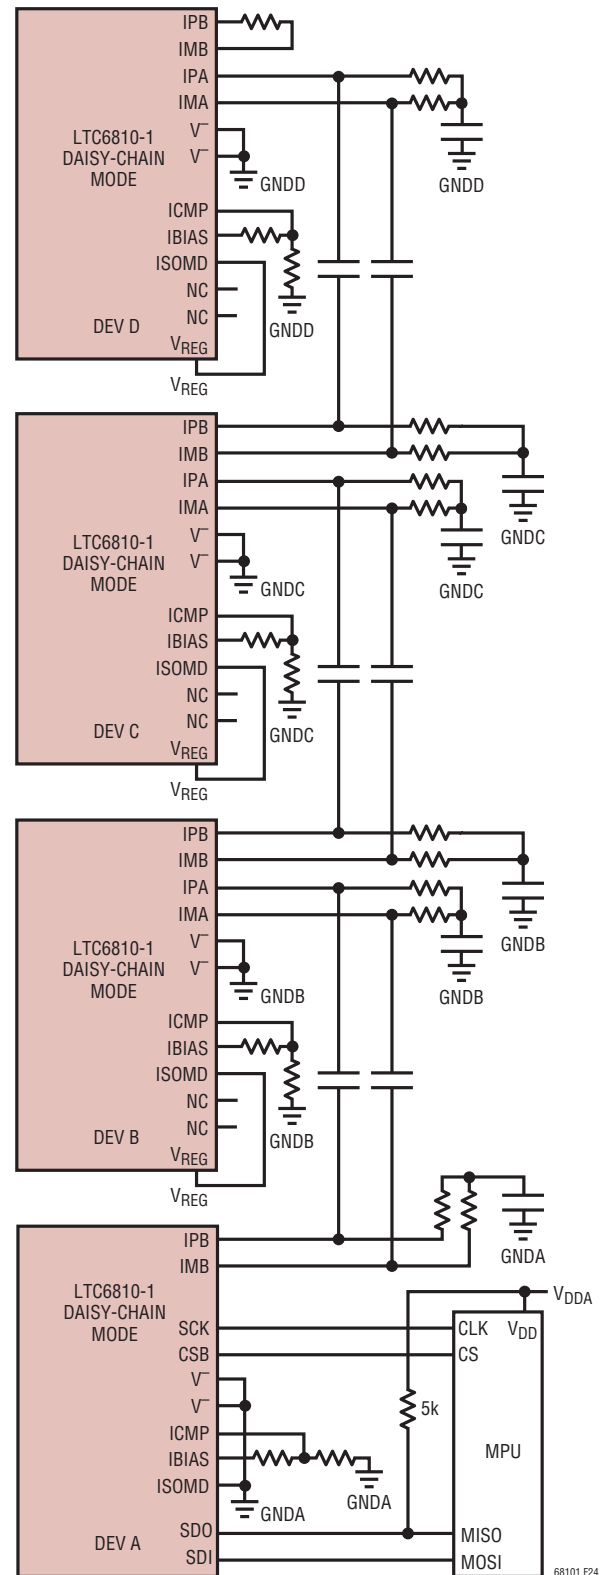 IPB
IMB
IPA
IMA
LTC6810-1
DAISY-CHAIN
MODE
V–
V–
GNDD
GNDD
ICMP
IBIAS
ISOMD
NC
NC
GNDD
DEV D
VREG
VREG
IPB
IMB
IPA
IMA
GNDC
LTC6810-1
DAISY-CHAIN
MODE
V–
V–
GNDC
GNDC
ICMP
IBIAS
ISOMD
NC
NC
GNDC
DEV C
VREG
VREG
IPB
IMB
IPA
IMA
GNDB
LTC6810-1
DAISY-CHAIN
MODE
V–
V–
GNDB
GNDB
ICMP
IBIAS
ISOMD
NC
NC
GNDB
DEV B
VREG
VREG
IPB
IMB
GNDA
LTC6810-1
DAISY-CHAIN
MODE
VDDA
SCK
CSB
CLK
VDD
CS
V–
V–
5k
ICMP
IBIAS
ISOMD
MPU
GNDA
GNDA
SDO
SDI
DEV A
MISO
MOSI
68101 F24